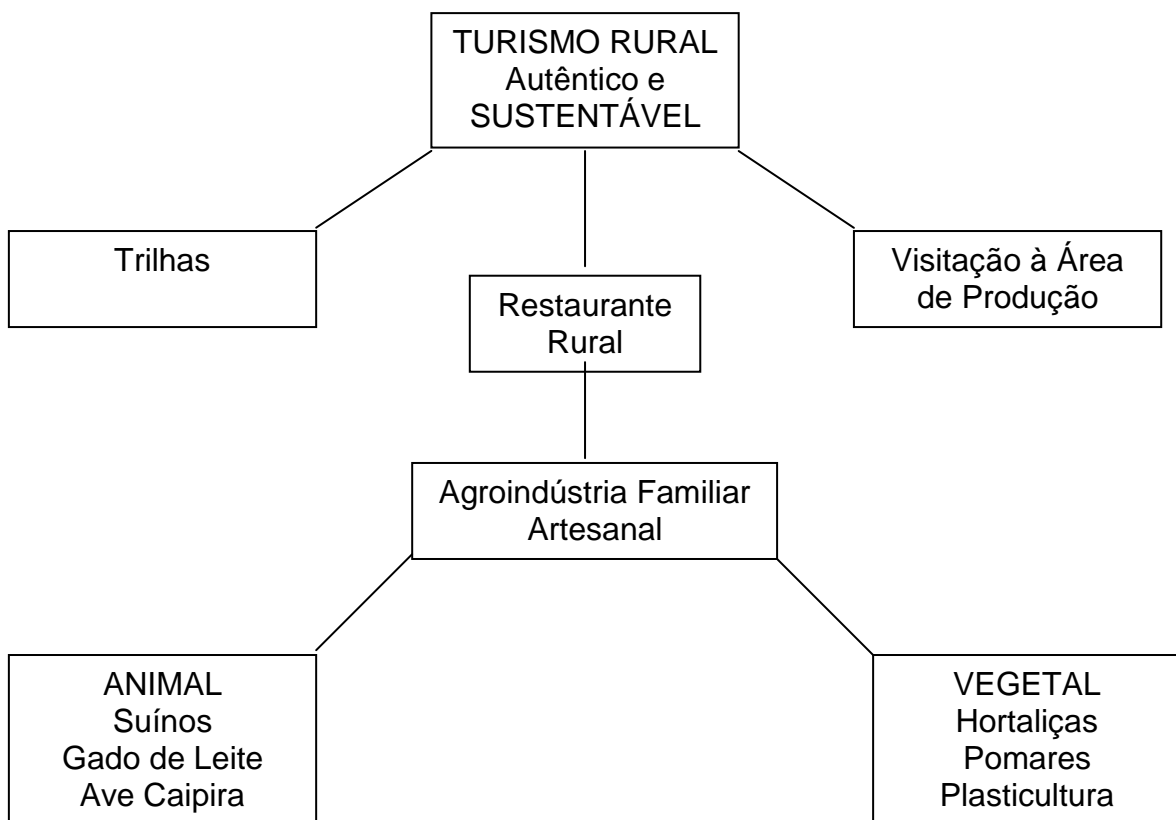 TURISMO RURAL
Autêntico e
SUSTENTÁVEL
Trilhas
Visitação à Área
de Produção
Restaurante
Rural
Agroindústria Familiar
Artesanal
ANIMAL
Suínos
Gado de Leite
Ave Caipira
VEGETAL
Hortaliças
Pomares
Plasticultura